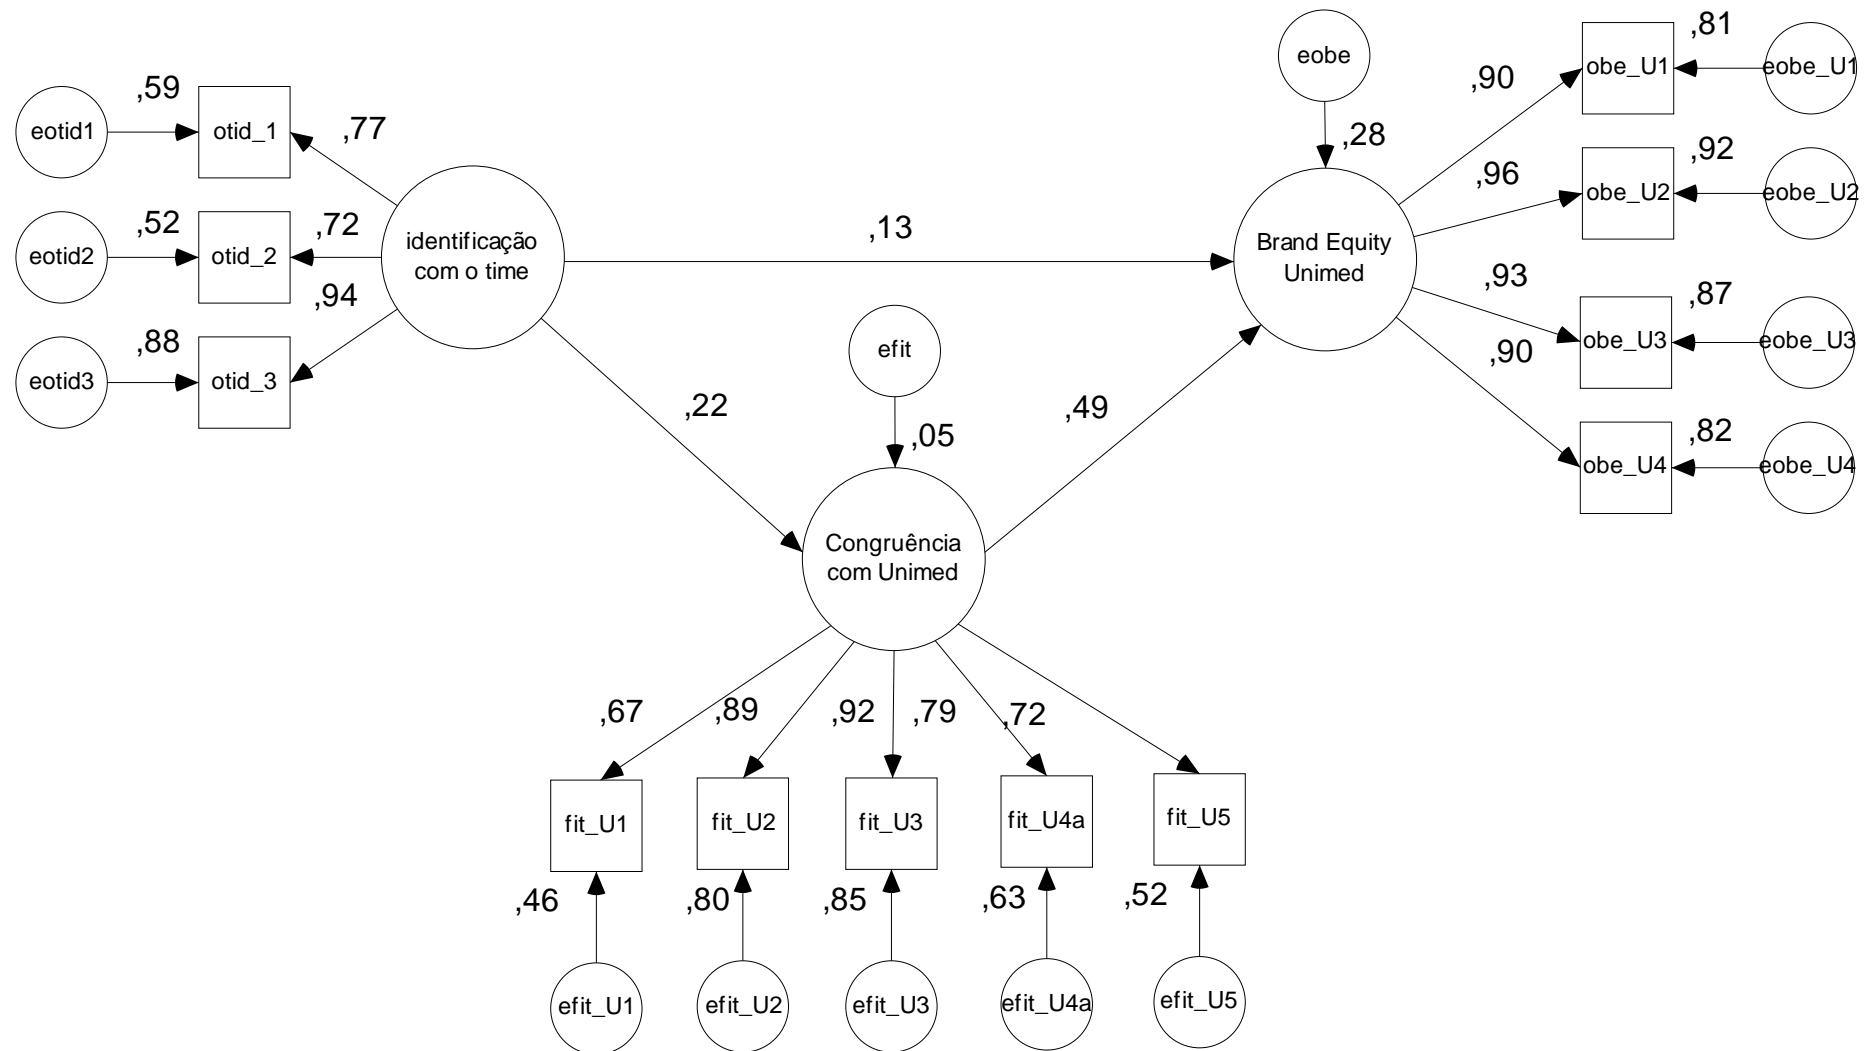 eobe
,81
obe_U1
eobe_U1
,90
,59
eotid1
otid_1
,77
,28
,92
,96
obe_U2
eobe_U2
,52
,72
eotid2
otid_2
identificação
com o time
,13
Brand Equity
Unimed
,94
,93
,87
,88
eotid3
otid_3
efit
obe_U3
eobe_U3
,90
,22
,49
,05
,82
obe_U4
eobe_U4
Congruência
com Unimed
,67
,89
,92
,79
,72
fit_U1
fit_U2
fit_U3
fit_U4a
fit_U5
,46
,80
,85
,63
,52
efit_U1
efit_U2
efit_U3
efit_U4a
efit_U5